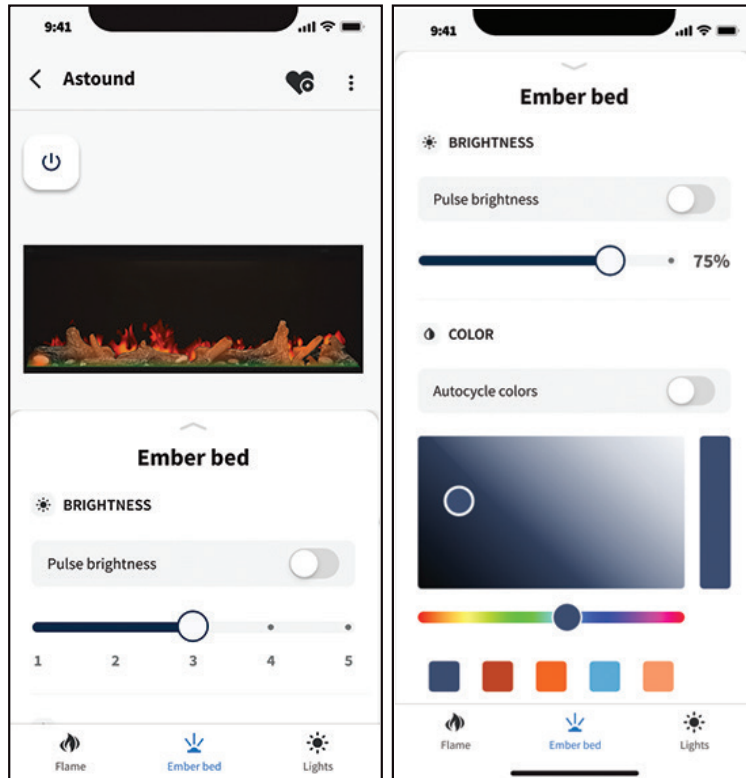 9:41
Astound
Ember bed
BRIGHTNESS
Pulse brightness
1 2 3 4 5
Flame Ember bed Lights
9:41
Ember bed
BRIGHTNESS
Pulse brightness
75%
COLOR
Autocycle colors
Flame Ember bed Lights